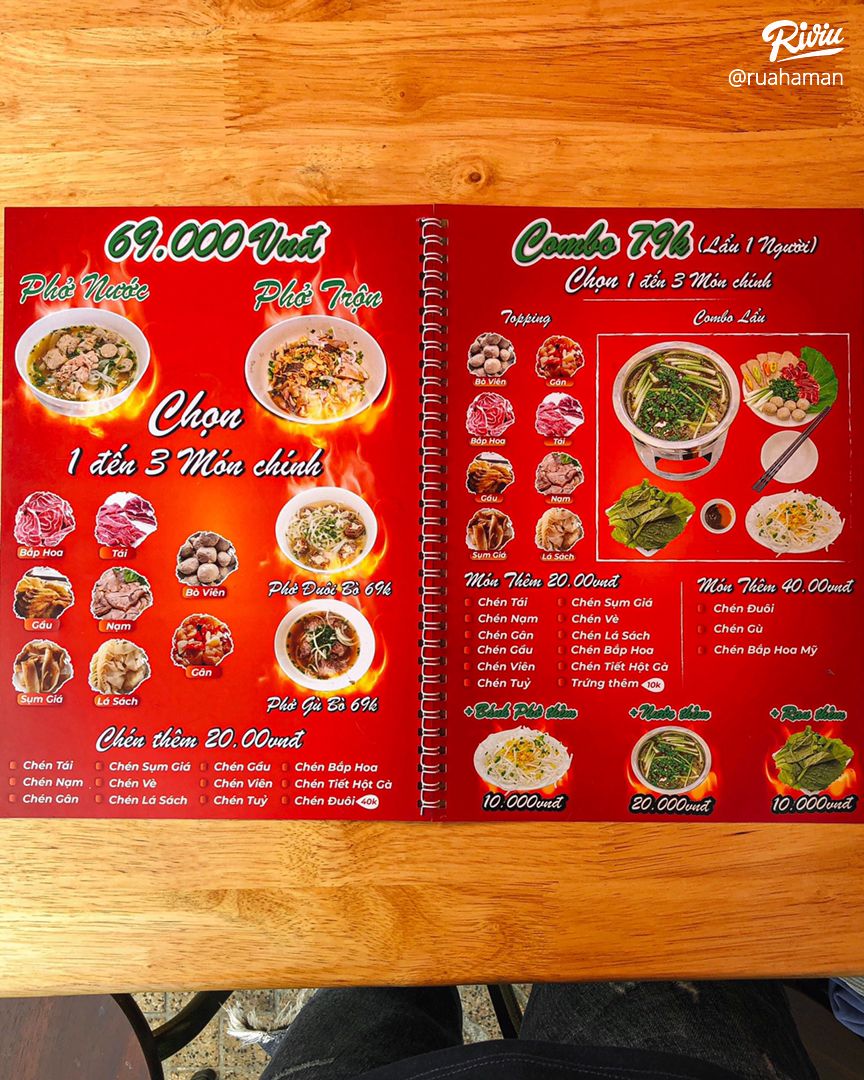 Riviu
@ruahaman
69.000 Vnđ
Phở Nước
Phở Trộn
Chọn
1 đến 3 Món chính
Bắp Hoa
Tái
Bò Viên
Gầu
Nạm
Gân
Sụm Giá
Lá Sách
Phở Đuôi Bò 69k
Phở Gù Bò 69k
Chén thêm 20.00vnđ
Chén Tái
Chén Sụm Giá
Chén Gầu
Chén Bắp Hoa
Chén Nạm
Chén Vè
Chén Viên
Chén Tiết Hột Gà
Chén Gân
Chén Lá Sách
Chén Tuỷ
Chén Đuôi 40k
Combo 79k (Lẩu 1 Người)
Chọn 1 đến 3 Món chính
Topping
Combo Lẩu
Bò Viên
Gân
Bắp Hoa
Tái
Gầu
Nạm
Sụm Giá
Lá Sách
Món Thêm 20.00vnđ
Chén Tái
Chén Sụm Giá
Chén Nạm
Chén Vè
Chén Gân
Chén Lá Sách
Chén Gầu
Chén Bắp Hoa
Chén Viên
Chén Tiết Hột Gà
Chén Tuỷ
Trứng thêm 10k
Món Thêm 40.00vnđ
Chén Đuôi
Chén Gù
Chén Bắp Hoa Mỹ
+Bánh Phở thêm
+Nước thêm
+Rau thêm
10.000vnđ
20.000vnđ
10.000vnđ